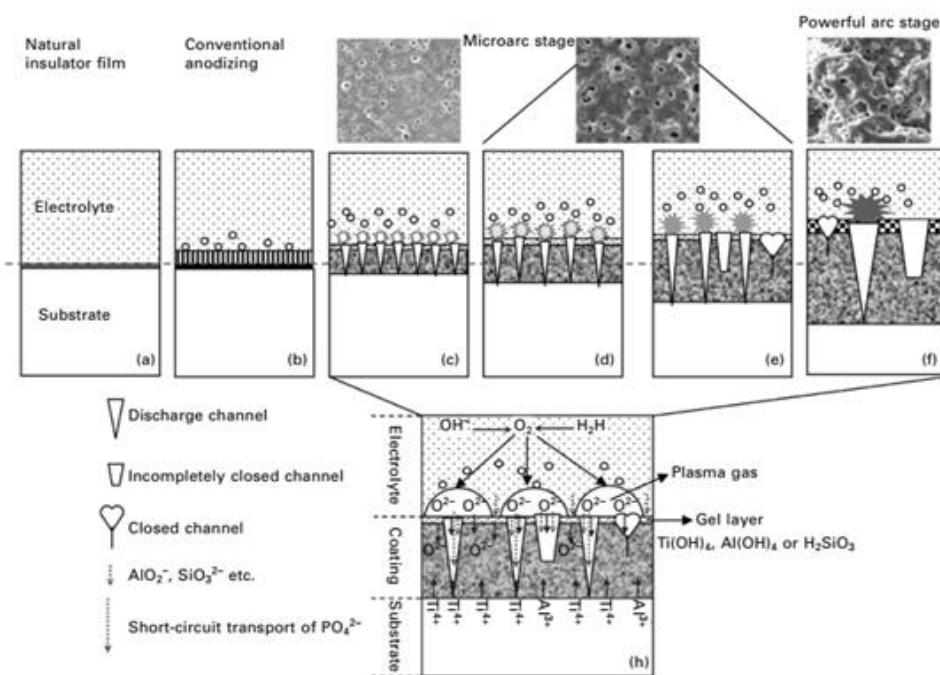 Natural
insulator film
Conventional
anodizing
Microarc stage
Powerful arc stage
Electrolyte
Substrate
(a)
(b)
(c)
(d)
(e)
(f)
Discharge channel
Incompletely closed channel
Closed channel
AlO₂⁻, SiO₃²⁻ etc.
Short-circuit transport of PO₄²⁻
Electrolyte
Coating
Substrate
OH⁻ O₂ H₂H
Plasma gas
O²⁻ O²⁻ O²⁻ O²⁻ O²⁻ O²⁻
Gel layer
Ti(OH)₄, Al(OH)₄ or H₂SiO₃
O²⁻ O²⁻ O²⁻
Ti⁴⁺ Ti⁴⁺ Ti⁴⁺ Ti⁴⁺ Al³⁺ Ti⁴⁺ Ti⁴⁺ Al³⁺
(h)